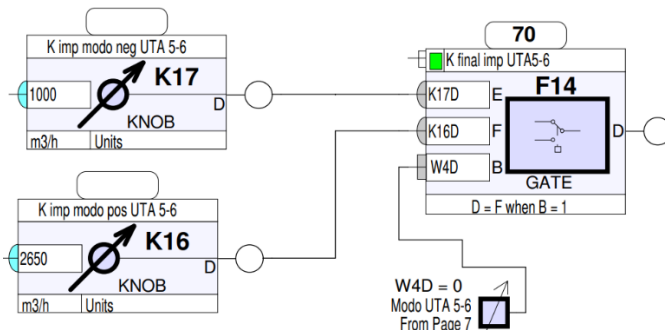 K imp modo neg UTA 5-6
K17
1000
D
KNOB
m3/h Units
K imp modo pos UTA 5-6
K16
2650
D
KNOB
m3/h Units
70
K final imp UTA5-6
F14
K17D E
K16D F
D
W4D B
GATE
D = F when B = 1
W4D = 0
Modo UTA 5-6
From Page 7